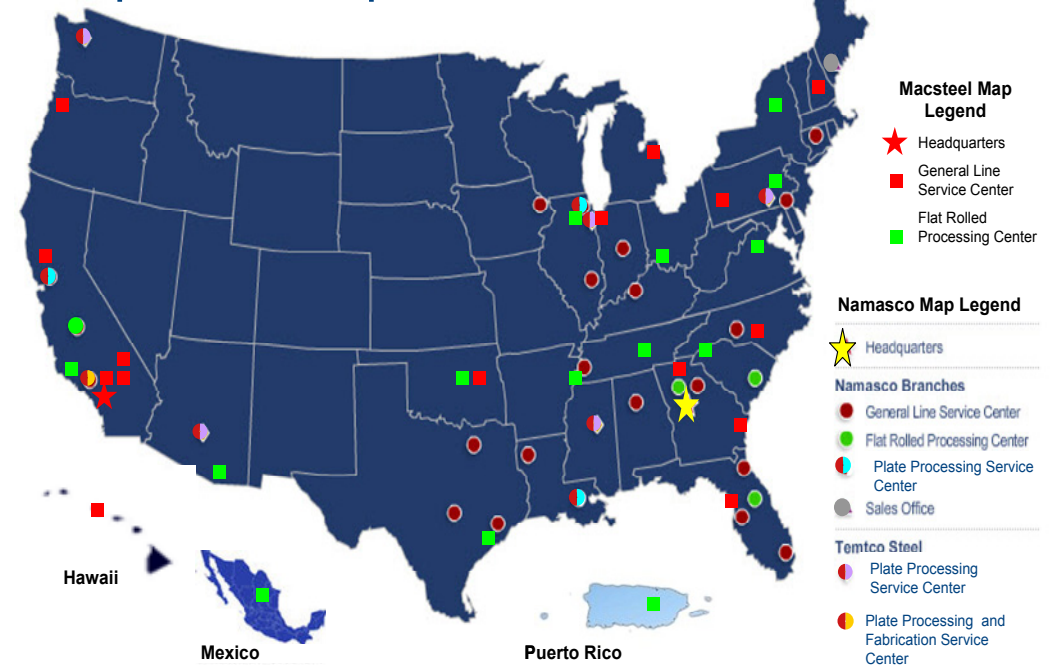 Macsteel Map
Legend
Headquarters
General Line
Service Center
Flat Rolled
Processing Center
Namasco Map Legend
Headquarters
Namasco Branches
General Line Service Center
Flat Rolled Processing Center
Plate Processing Service
Center
Sales Office
Temtco Steel
Plate Processing
Service Center
Plate Processing and
Fabrication Service
Center
Hawaii
Mexico
Puerto Rico